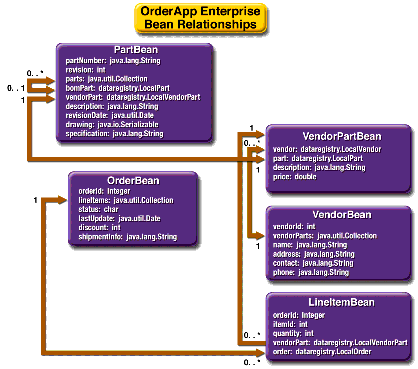 OrderApp Enterprise
Bean Relationships
PartBean
partNumber: java.lang.String
revision: int
parts: java.util.Collection
bomPart: dataregistry.LocalPart
vendorPart: dataregistry.LocalVendorPart
description: java.lang.String
revisionDate: java.util.Date
drawing: java.io.Serializable
specification: java.lang.String
0..*
0.. 1
1
VendorPartBean
vendor: dataregistry.LocalVendor
part: dataregistry.LocalPart
description: java.lang.String
price: double
1
0..*
1
OrderBean
orderId: Integer
lineItems: java.util.Collection
status: char
lastUpdate: java.util.Date
discount: int
shipmentInfo: java.lang.String
1
VendorBean
vendorId: int
vendorParts: java.util.Collection
name: java.lang.String
address: java.lang.String
contact: java.lang.String
phone: java.lang.String
1
LineItemBean
orderId: Integer
itemId: int
quantity: int
vendorPart: dataregistry.LocalVendorPart
order: dataregistry.LocalOrder
0..*
0..*